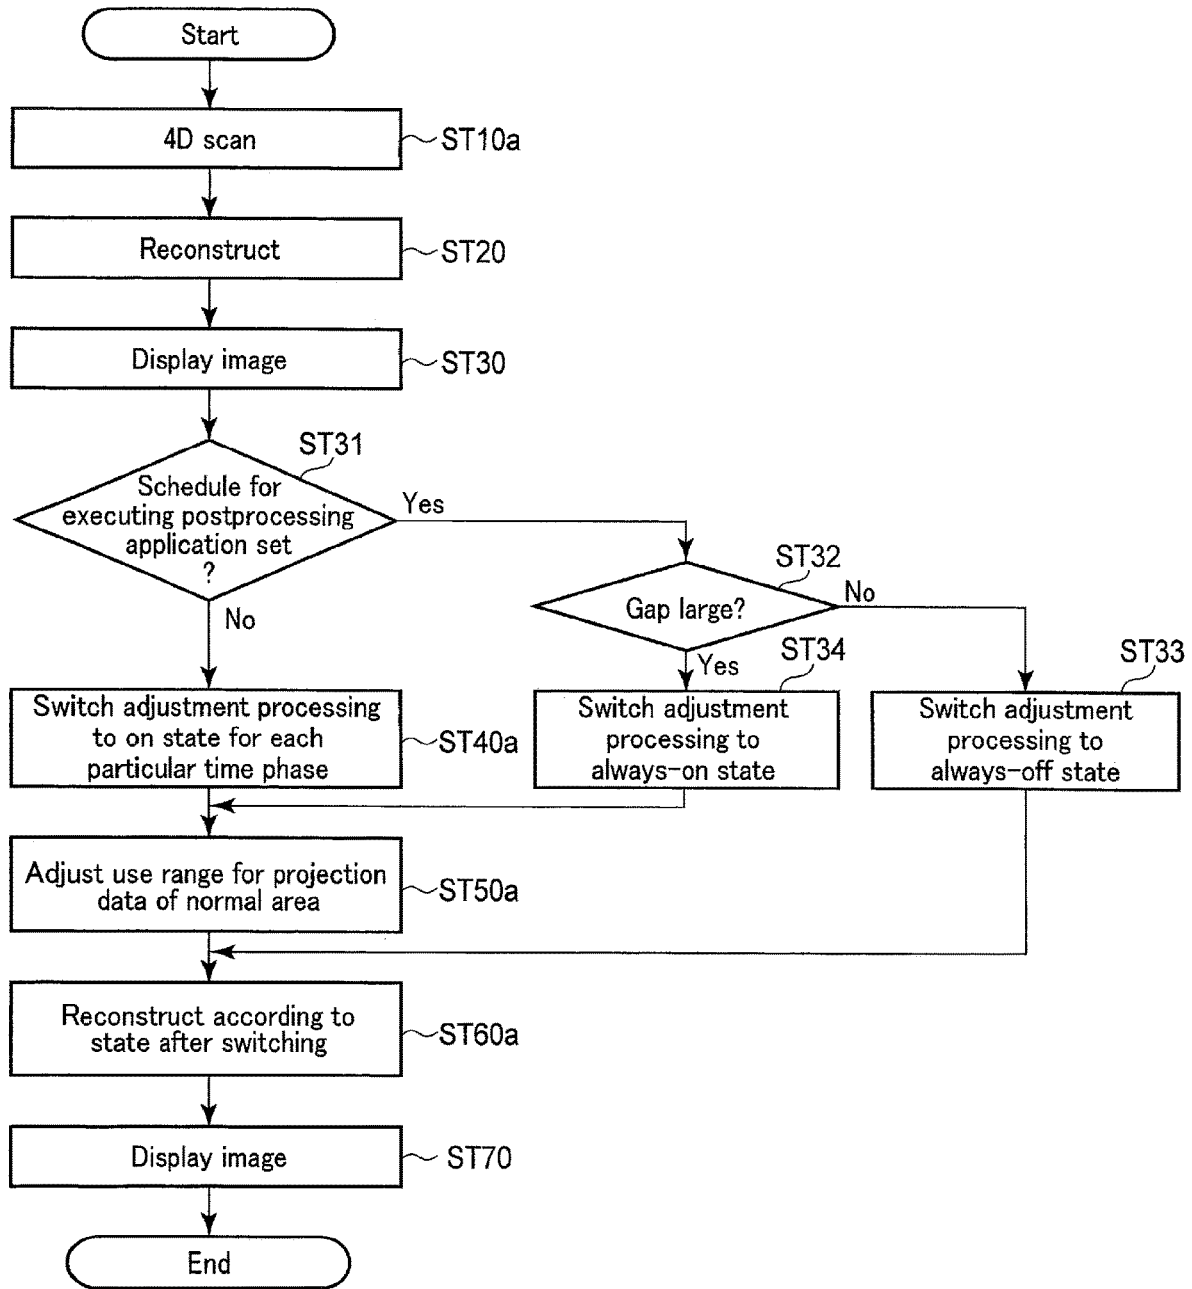 Start
4D scan
ST10a
Reconstruct
ST20
Display image
ST30
ST31
Schedule for
executing postprocessing
application set
?
Yes
No
ST32
Gap large?
No
Yes
ST34
ST33
Switch adjustment processing
to on state for each
particular time phase
ST40a
Switch adjustment
processing to
always-on state
Switch adjustment
processing to
always-off state
Adjust use range for projection
data of normal area
ST50a
Reconstruct according to
state after switching
ST60a
Display image
ST70
End